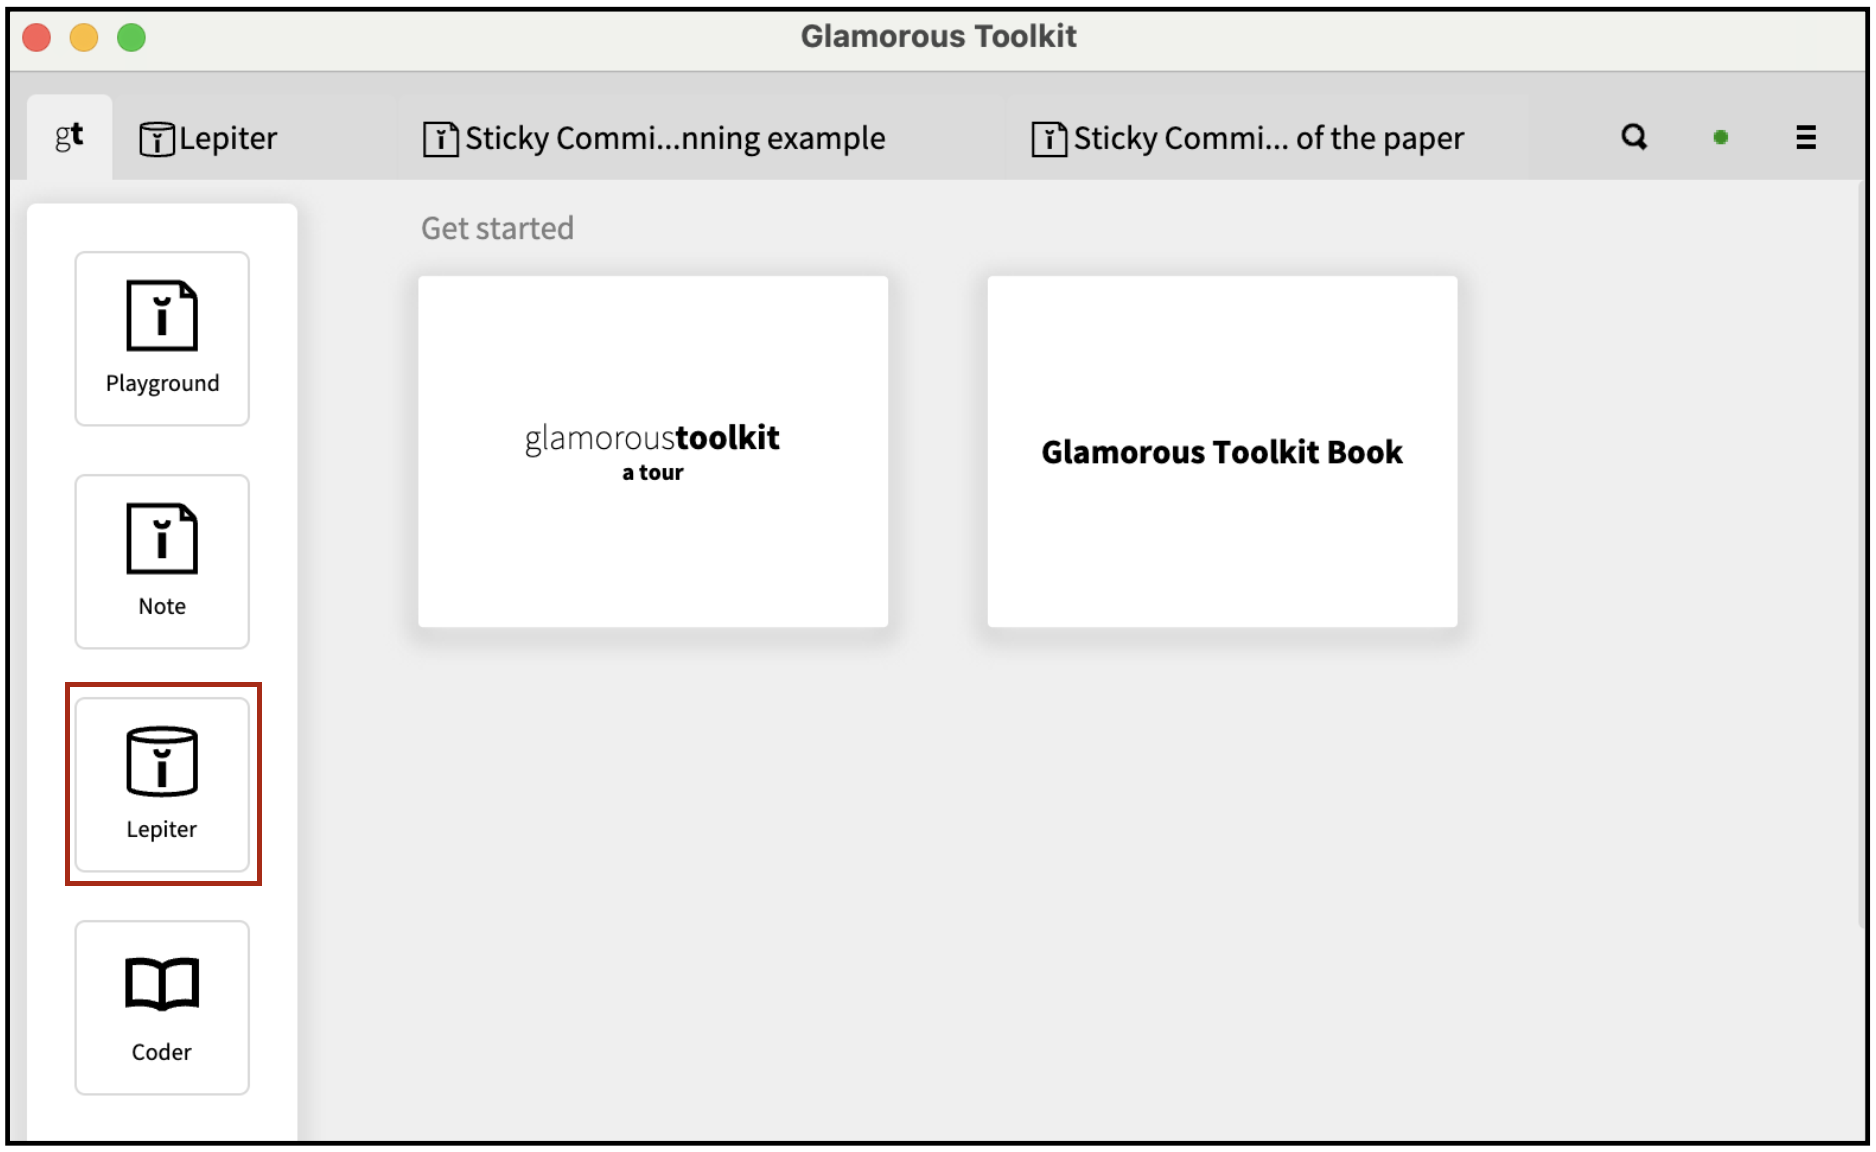 Glamorous Toolkit
gt
Lepiter
Sticky Commi...nning example
Sticky Commi... of the paper
Get started
Playground
Note
Lepiter
Coder
glamoroustoolkit
a tour
Glamorous Toolkit Book